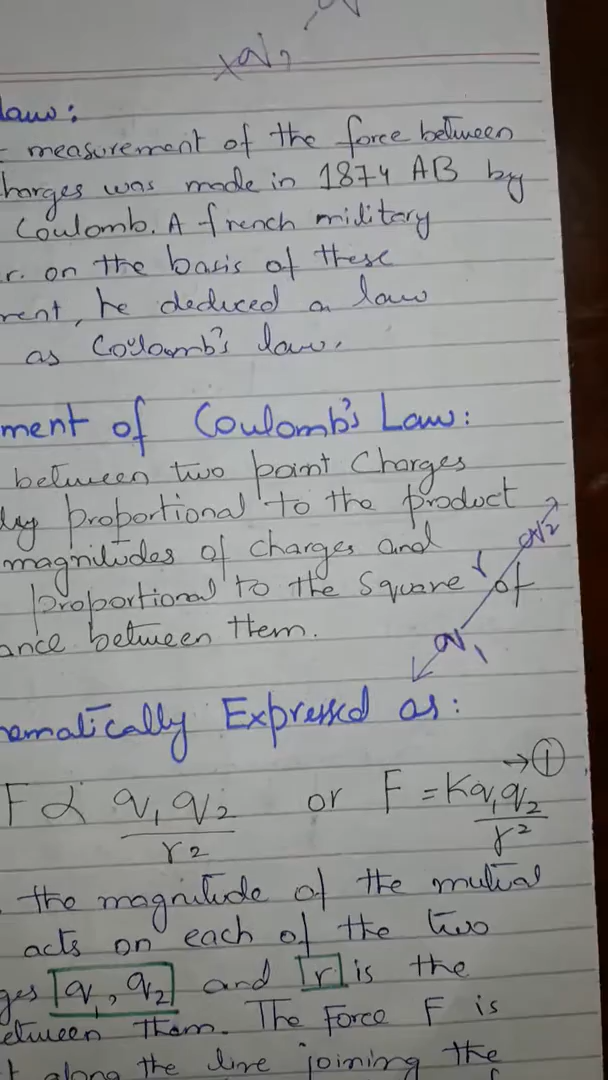 q₂
law:
measurement of the force between
harges was made in 1874 AB by
Coulomb. A french military
r. on the basis of these
ment, he deduced a law
as Coulomb's law.
ment of Coulomb's Law:
between two point Charges
ly proportional to the product
magnitudes of charges and
proportional to the Square of
ance between them.
r
q₂
q₁
ematically Expressed as:
F ∝ q₁q₂/r² or F = Kq₁q₂/r² → ①
the magnitude of the mutual
acts on each of the two
ges q₁, q₂ and r is the
etween them. The Force F is
t along the line joining the